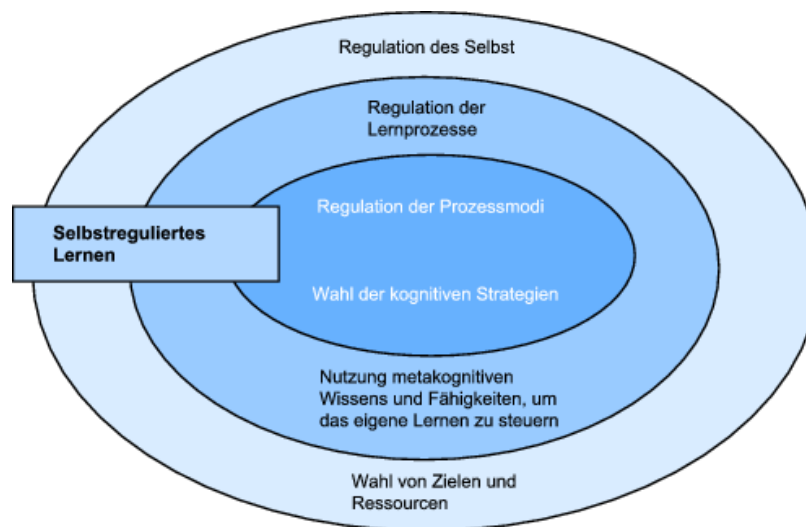 Regulation des Selbst
Regulation der
Lernprozesse
Regulation der Prozessmodi
Selbstreguliertes
Lernen
Wahl der kognitiven Strategien
Nutzung metakognitiven
Wissens und Fähigkeiten, um
das eigene Lernen zu steuern
Wahl von Zielen und
Ressourcen